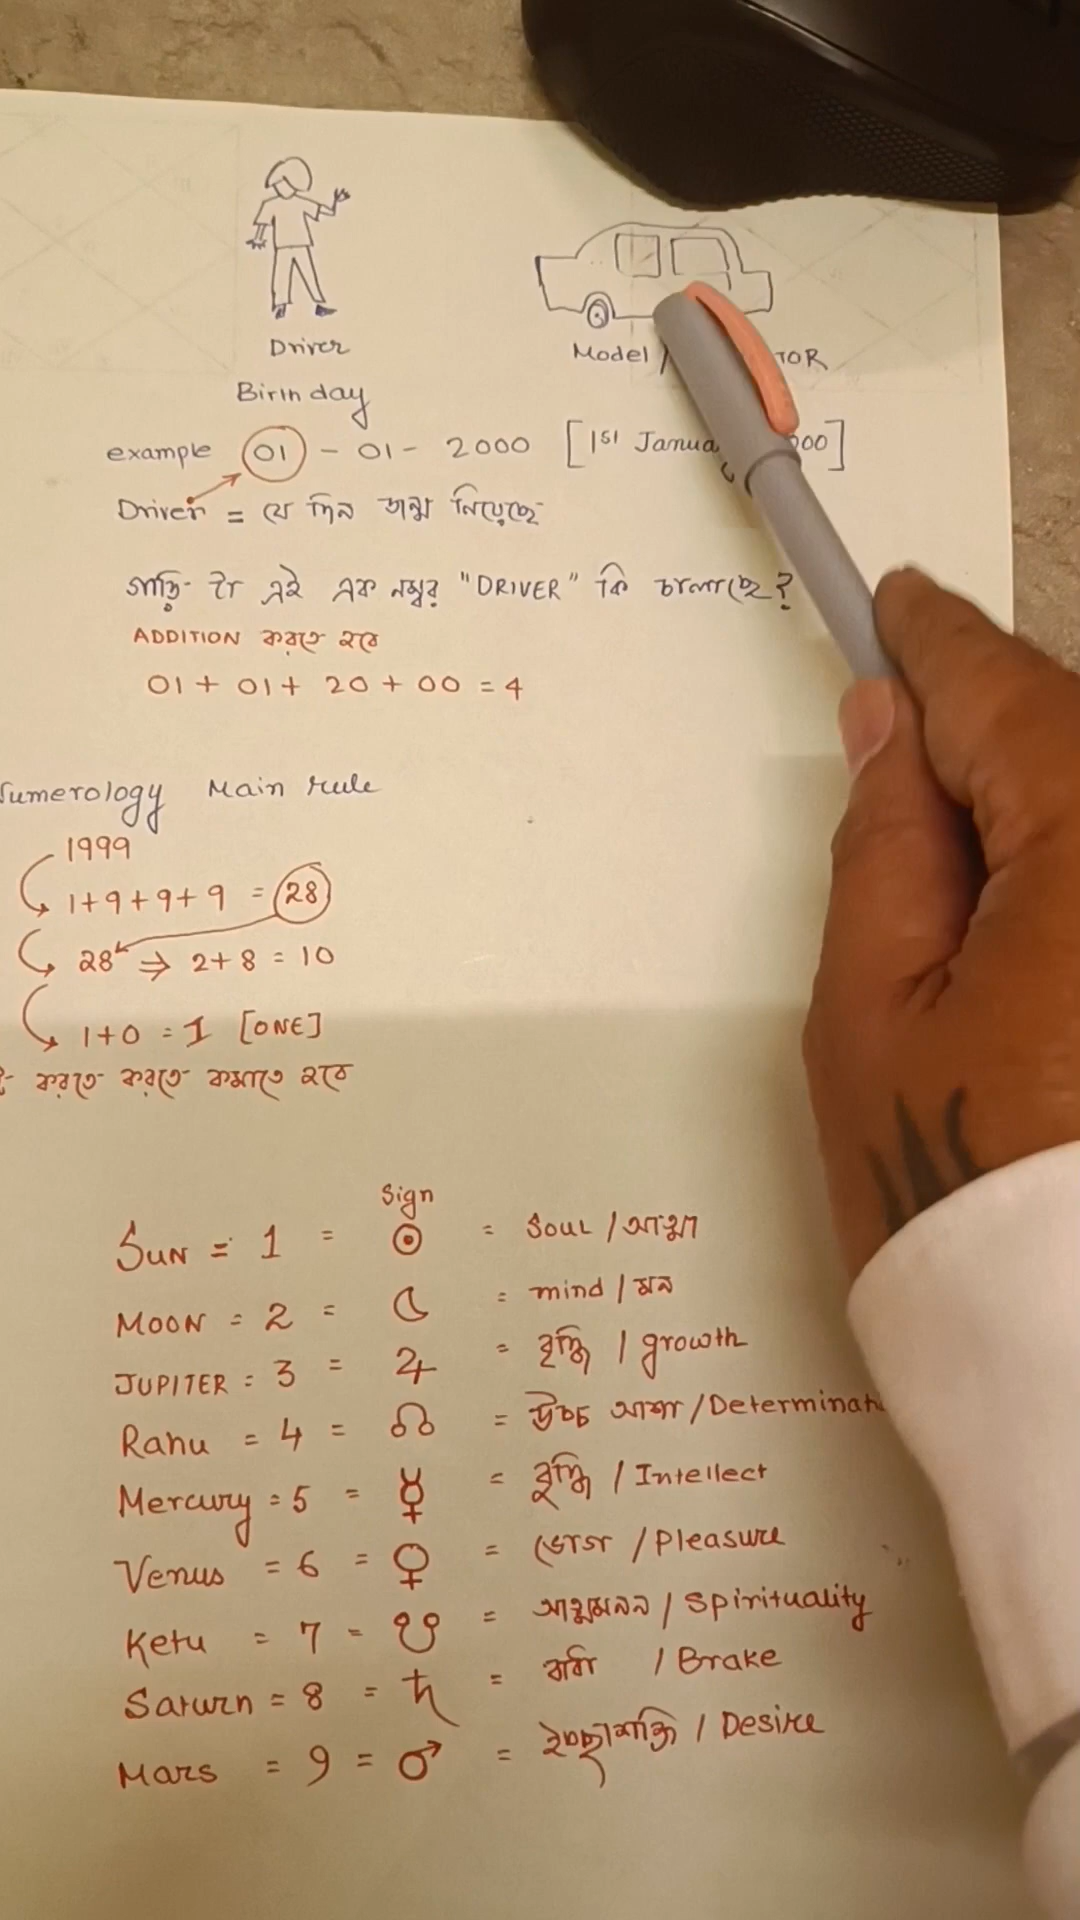 Driver
Model / TOR
Birth day
example 01 - 01 - 2000 [1st Janua 000]
Driver = যে দিন জন্ম নিয়েছে
গাড়ি টা এই এক নম্বর "DRIVER" কি চালাচ্ছে?
ADDITION করতে হবে
01 + 01 + 20 + 00 = 4
Numerology Main rule
1999
1+9+9+9 = 28
28 ⇒ 2+8 = 10
1+0 = 1 [ONE]
করতে করতে কমাতে হবে
Sign
SUN = 1 = ☉ = Soul / আত্মা
MOON = 2 = ☾ = mind / মন
JUPITER = 3 = ♃ = বৃদ্ধি / growth
Rahu = 4 = ☊ = উচ্চ আশা / Determinati
Mercury = 5 = ☿ = বুদ্ধি / Intellect
Venus = 6 = ♀ = ভোগ / Pleasure
Ketu = 7 = ☋ = আত্মমনন / Spirituality
Saturn = 8 = ♄ = বাধা / Brake
Mars = 9 = ♂ = ইচ্ছাশক্তি / Desire